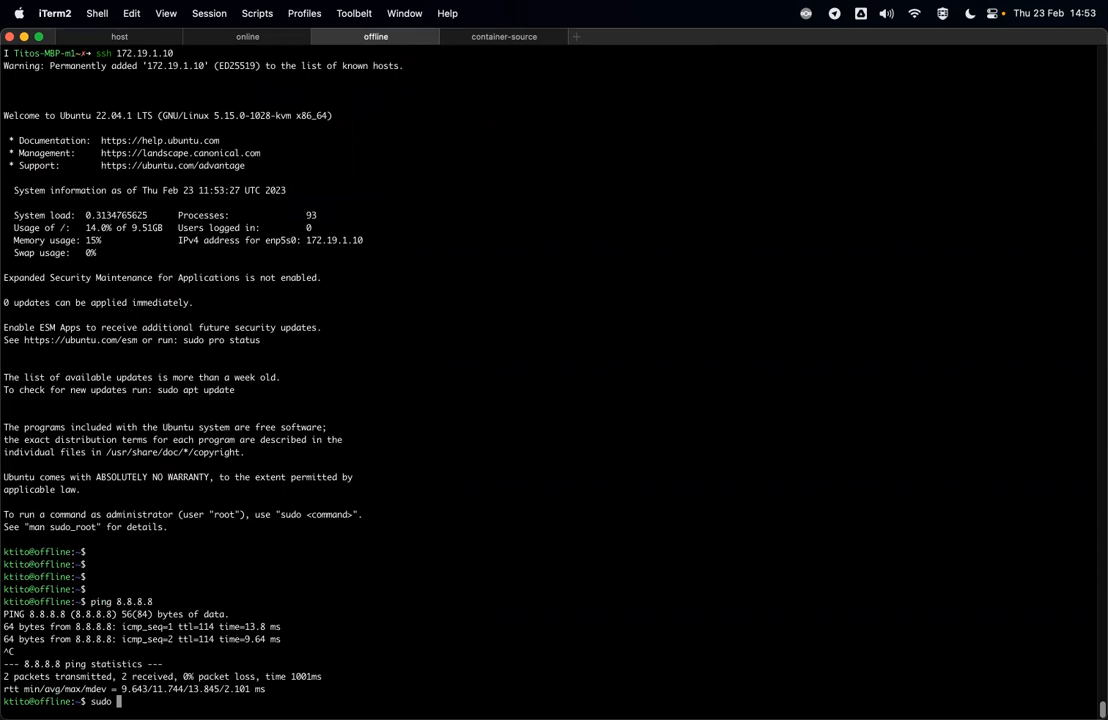 iTerm2 Shell Edit View Session Scripts Profiles Toolbelt Window Help Thu 23 Feb 14:53
host online offline container-source +
I Titos-MBP-m1~✗➜ ssh 172.19.1.10
Warning: Permanently added '172.19.1.10' (ED25519) to the list of known hosts.
Welcome to Ubuntu 22.04.1 LTS (GNU/Linux 5.15.0-1028-kvm x86_64)
* Documentation: https://help.ubuntu.com
* Management: https://landscape.canonical.com
* Support: https://ubuntu.com/advantage
System information as of Thu Feb 23 11:53:27 UTC 2023
System load: 0.3134765625 Processes: 93
Usage of /: 14.0% of 9.51GB Users logged in: 0
Memory usage: 15% IPv4 address for enp5s0: 172.19.1.10
Swap usage: 0%
Expanded Security Maintenance for Applications is not enabled.
0 updates can be applied immediately.
Enable ESM Apps to receive additional future security updates.
See https://ubuntu.com/esm or run: sudo pro status
The list of available updates is more than a week old.
To check for new updates run: sudo apt update
The programs included with the Ubuntu system are free software;
the exact distribution terms for each program are described in the
individual files in /usr/share/doc/*/copyright.
Ubuntu comes with ABSOLUTELY NO WARRANTY, to the extent permitted by
applicable law.
To run a command as administrator (user "root"), use "sudo <command>".
See "man sudo_root" for details.
ktito@offline:~$
ktito@offline:~$
ktito@offline:~$
ktito@offline:~$
ktito@offline:~$ ping 8.8.8.8
PING 8.8.8.8 (8.8.8.8) 56(84) bytes of data.
64 bytes from 8.8.8.8: icmp_seq=1 ttl=114 time=13.8 ms
64 bytes from 8.8.8.8: icmp_seq=2 ttl=114 time=9.64 ms
^C
--- 8.8.8.8 ping statistics ---
2 packets transmitted, 2 received, 0% packet loss, time 1001ms
rtt min/avg/max/mdev = 9.643/11.744/13.845/2.101 ms
ktito@offline:~$ sudo